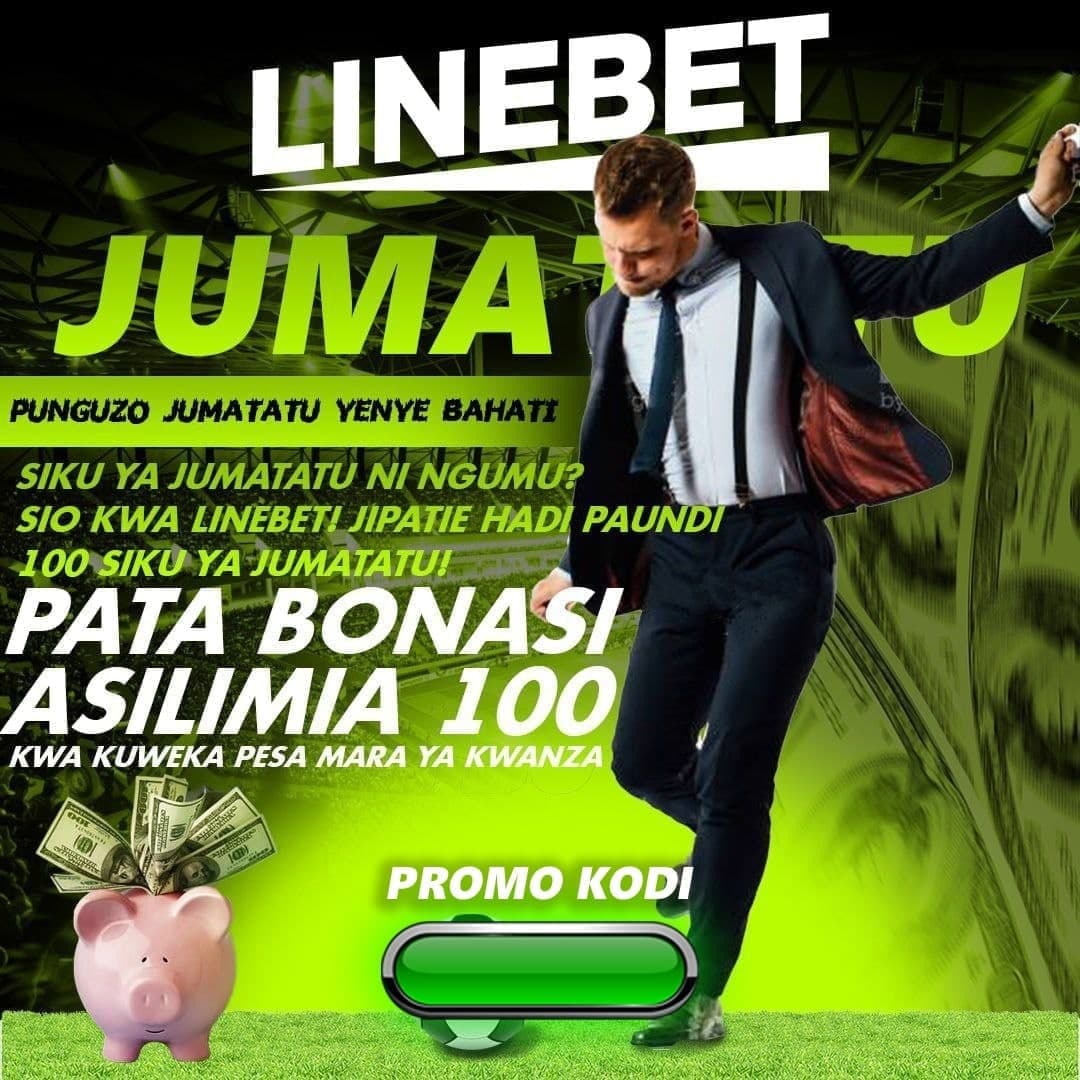 LINEBET
JUMATATU
PUNGUZO JUMATATU YENYE BAHATI
SIKU YA JUMATATU NI NGUMU?
SIO KWA LINEBET! JIPATIE HADI PAUNDI
100 SIKU YA JUMATATU!
PATA BONASI
ASILIMIA 100
KWA KUWEKA PESA MARA YA KWANZA
PROMO KODI